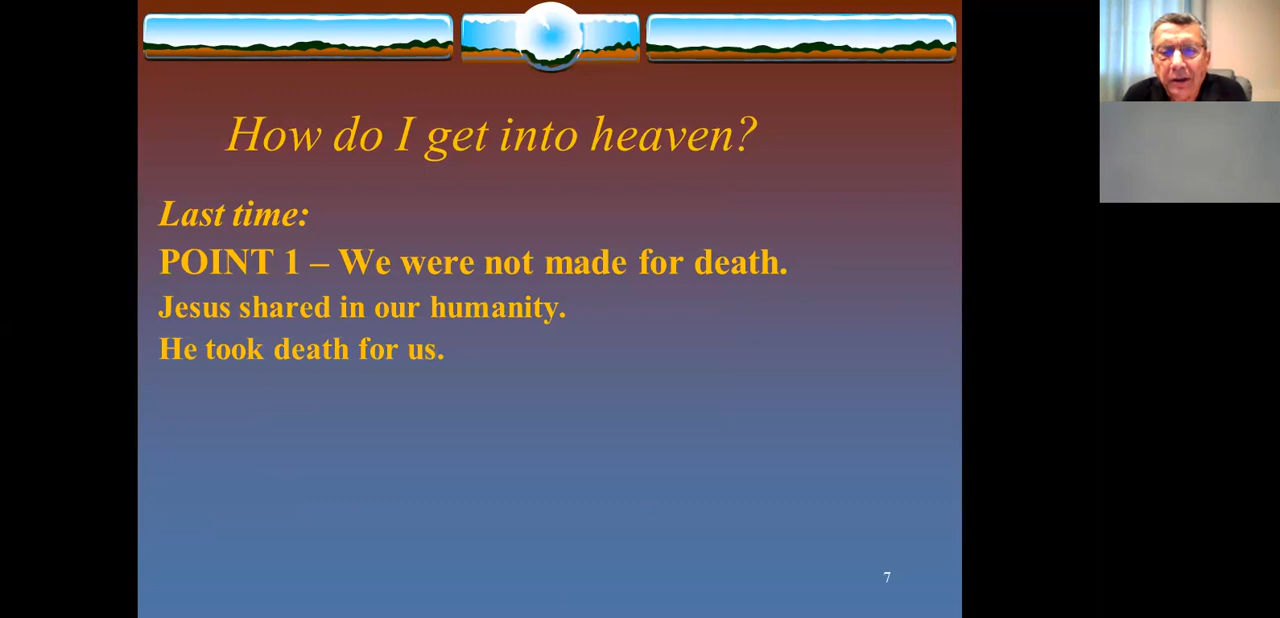 How do I get into heaven?
Last time:
POINT 1 – We were not made for death.
Jesus shared in our humanity.
He took death for us.
7